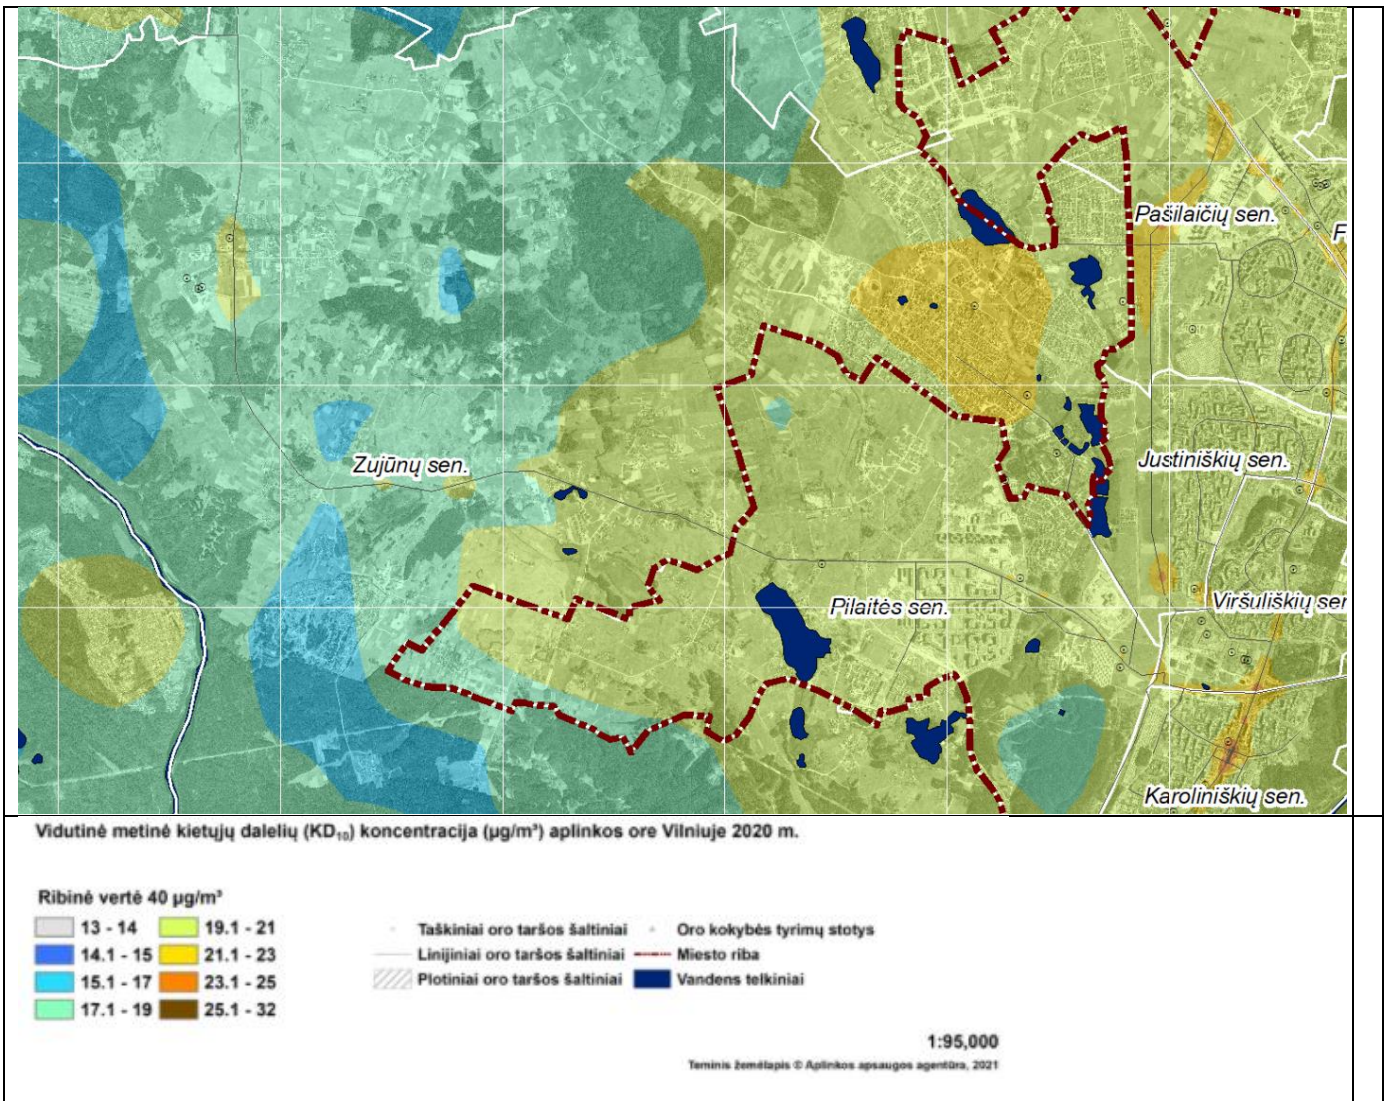 Pašilaičių sen.
F
Zujūnų sen.
Justiniškių sen.
Pilaitės sen.
Viršuliškių ser
Karoliniškių sen.
Vidutinė metinė kietųjų dalelių (KD₁₀) koncentracija (µg/m³) aplinkos ore Vilniuje 2020 m.
Ribinė vertė 40 µg/m³
13 - 14 19.1 - 21 Taškiniai oro taršos šaltiniai Oro kokybės tyrimų stotys
14.1 - 15 21.1 - 23 Linijiniai oro taršos šaltiniai Miesto riba
15.1 - 17 23.1 - 25 Plotiniai oro taršos šaltiniai Vandens telkiniai
17.1 - 19 25.1 - 32
1:95,000
Teminis žemėlapis © Aplinkos apsaugos agentūra, 2021